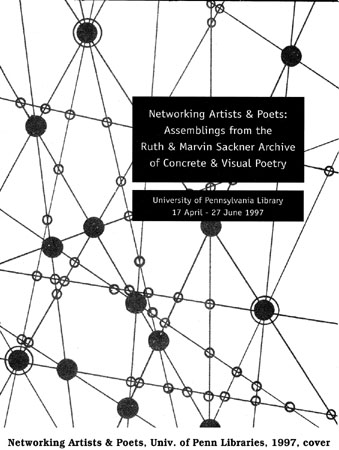 Networking Artists & Poets:
Assemblings from the
Ruth & Marvin Sackner Archive
of Concrete & Visual Poetry
University of Pennsylvania Library
17 April - 27 June 1997
Networking Artists & Poets, Univ. of Penn Libraries, 1997, cover